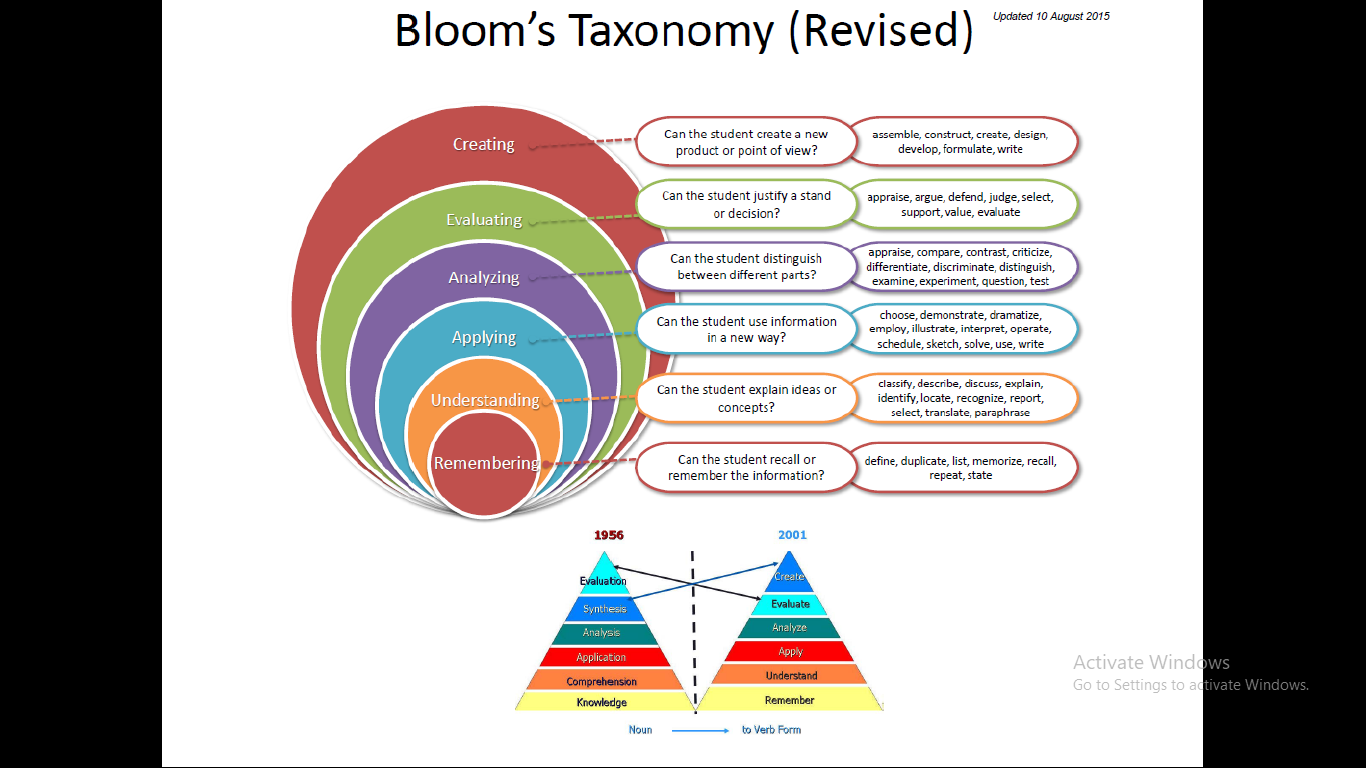 Bloom’s Taxonomy (Revised)
Updated 10 August 2015
Creating
Can the student create a new
product or point of view?
assemble, construct, create, design,
develop, formulate, write
Evaluating
Can the student justify a stand
or decision?
appraise, argue, defend, judge, select,
support, value, evaluate
Analyzing
Can the student distinguish
between different parts?
appraise, compare, contrast, criticize,
differentiate, discriminate, distinguish,
examine, experiment, question, test
Applying
Can the student use information
in a new way?
choose, demonstrate, dramatize,
employ, illustrate, interpret, operate,
schedule, sketch, solve, use, write
Understanding
Can the student explain ideas or
concepts?
classify, describe, discuss, explain,
identify, locate, recognize, report,
select, translate, paraphrase
Remembering
Can the student recall or
remember the information?
define, duplicate, list, memorize, recall,
repeat, state
1956
Evaluation
Synthesis
Analysis
Application
Comprehension
Knowledge
2001
Create
Evaluate
Analyze
Apply
Understand
Remember
Noun
to Verb Form
Activate Windows
Go to Settings to activate Windows.